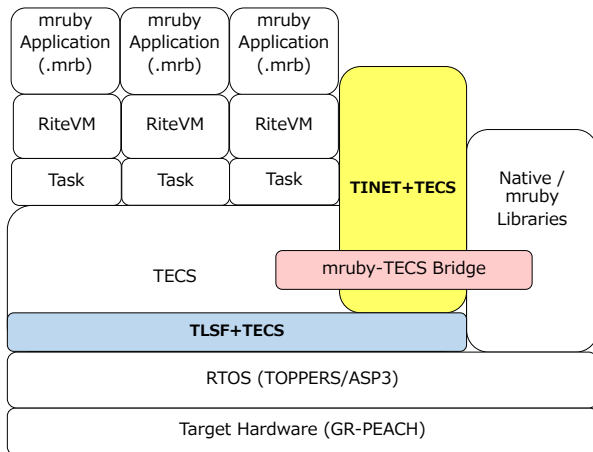 mruby
Application
(.mrb)
mruby
Application
(.mrb)
mruby
Application
(.mrb)
RiteVM
RiteVM
RiteVM
Task
Task
Task
TINET+TECS
Native /
mruby
Libraries
TECS
mruby-TECS Bridge
TLSF+TECS
RTOS (TOPPERS/ASP3)
Target Hardware (GR-PEACH)